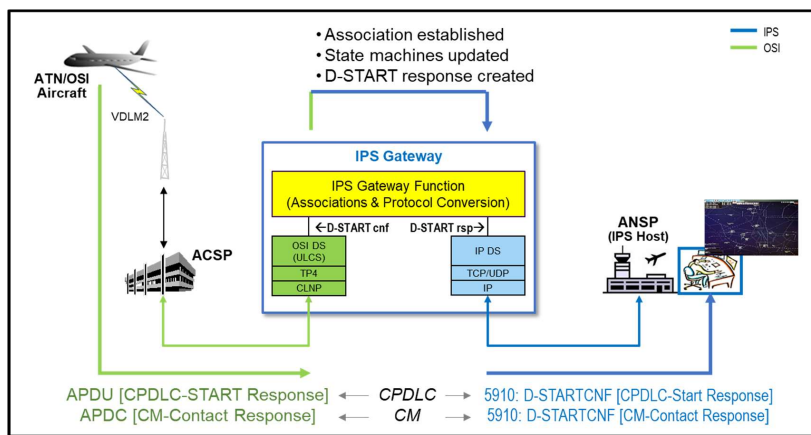 • Association established
• State machines updated
• D-START response created
IPS
OSI
ATN/OSI
Aircraft
VDLM2
IPS Gateway
IPS Gateway Function
(Associations & Protocol Conversion)
←D-START cnf
D-START rsp→
OSI DS
(ULCS)
TP4
CLNP
IP DS
TCP/UDP
IP
ACSP
ANSP
(IPS Host)
APDU [CPDLC-START Response]
CPDLC
5910: D-STARTCNF [CPDLC-Start Response]
APDC [CM-Contact Response]
CM
5910: D-STARTCNF [CM-Contact Response]